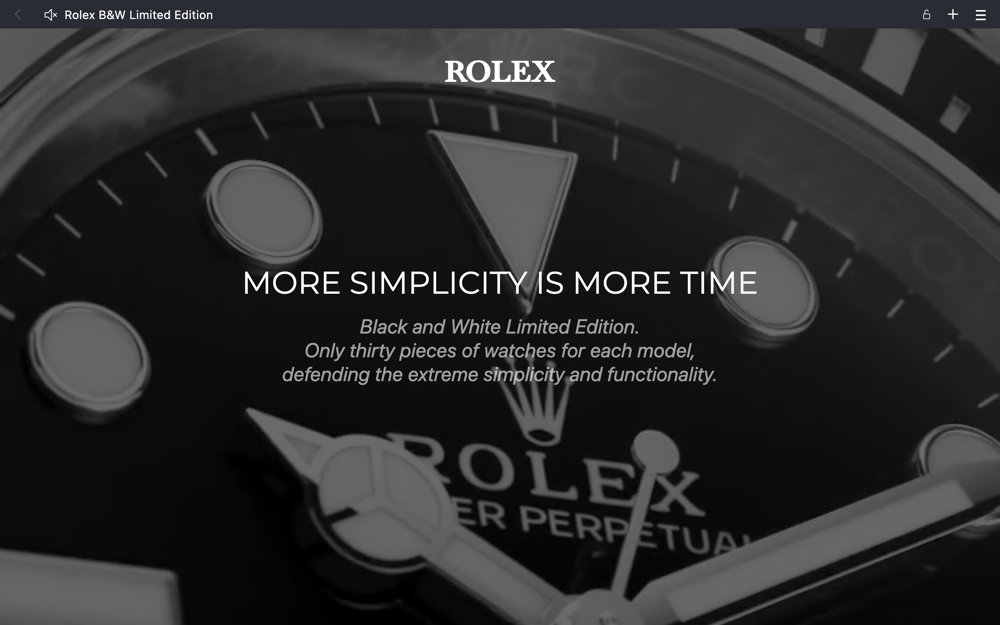 Rolex B&W Limited Edition
ROLEX
MORE SIMPLICITY IS MORE TIME
Black and White Limited Edition.
Only thirty pieces of watches for each model,
defending the extreme simplicity and functionality.
ROLEX
PERPETUAL